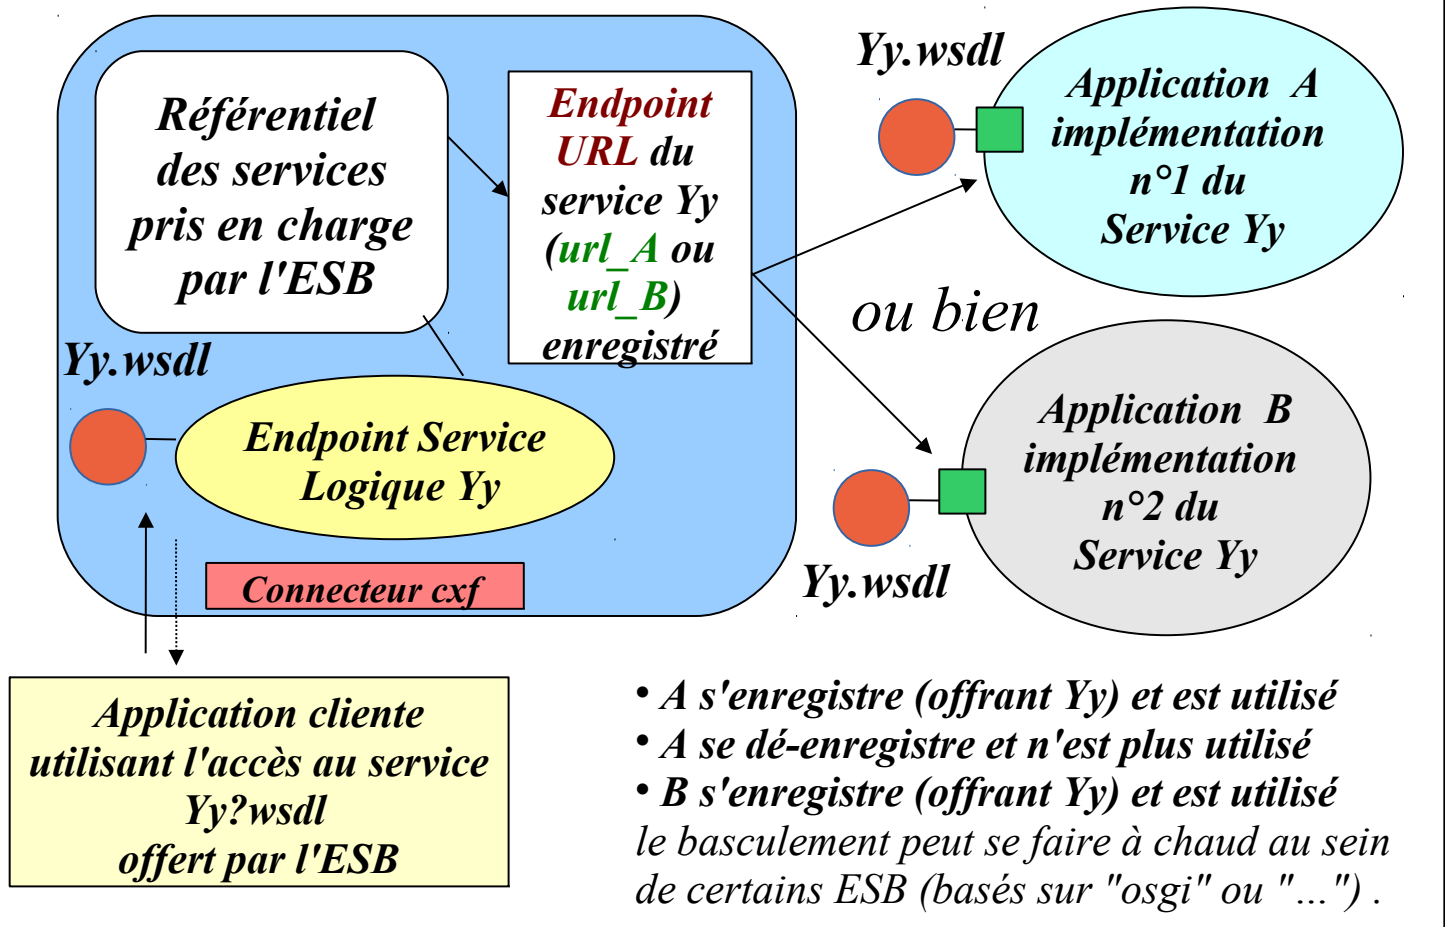 Référentiel
des services
pris en charge
par l'ESB
Endpoint
URL du
service Yy
(url_A ou
url_B)
enregistré
Yy.wsdl
Application  A
implémentation
n°1 du
Service Yy
ou bien
Yy.wsdl
Endpoint Service
Logique Yy
Connecteur cxf
Application  B
implémentation
n°2 du
Service Yy
Yy.wsdl
Application cliente
utilisant l'accès au service
Yy?wsdl
offert par l'ESB
• A s'enregistre (offrant Yy) et est utilisé
• A se dé-enregistre et n'est plus utilisé
• B s'enregistre (offrant Yy) et est utilisé
le basculement peut se faire à chaud au sein
de certains ESB (basés sur "osgi" ou "...") .